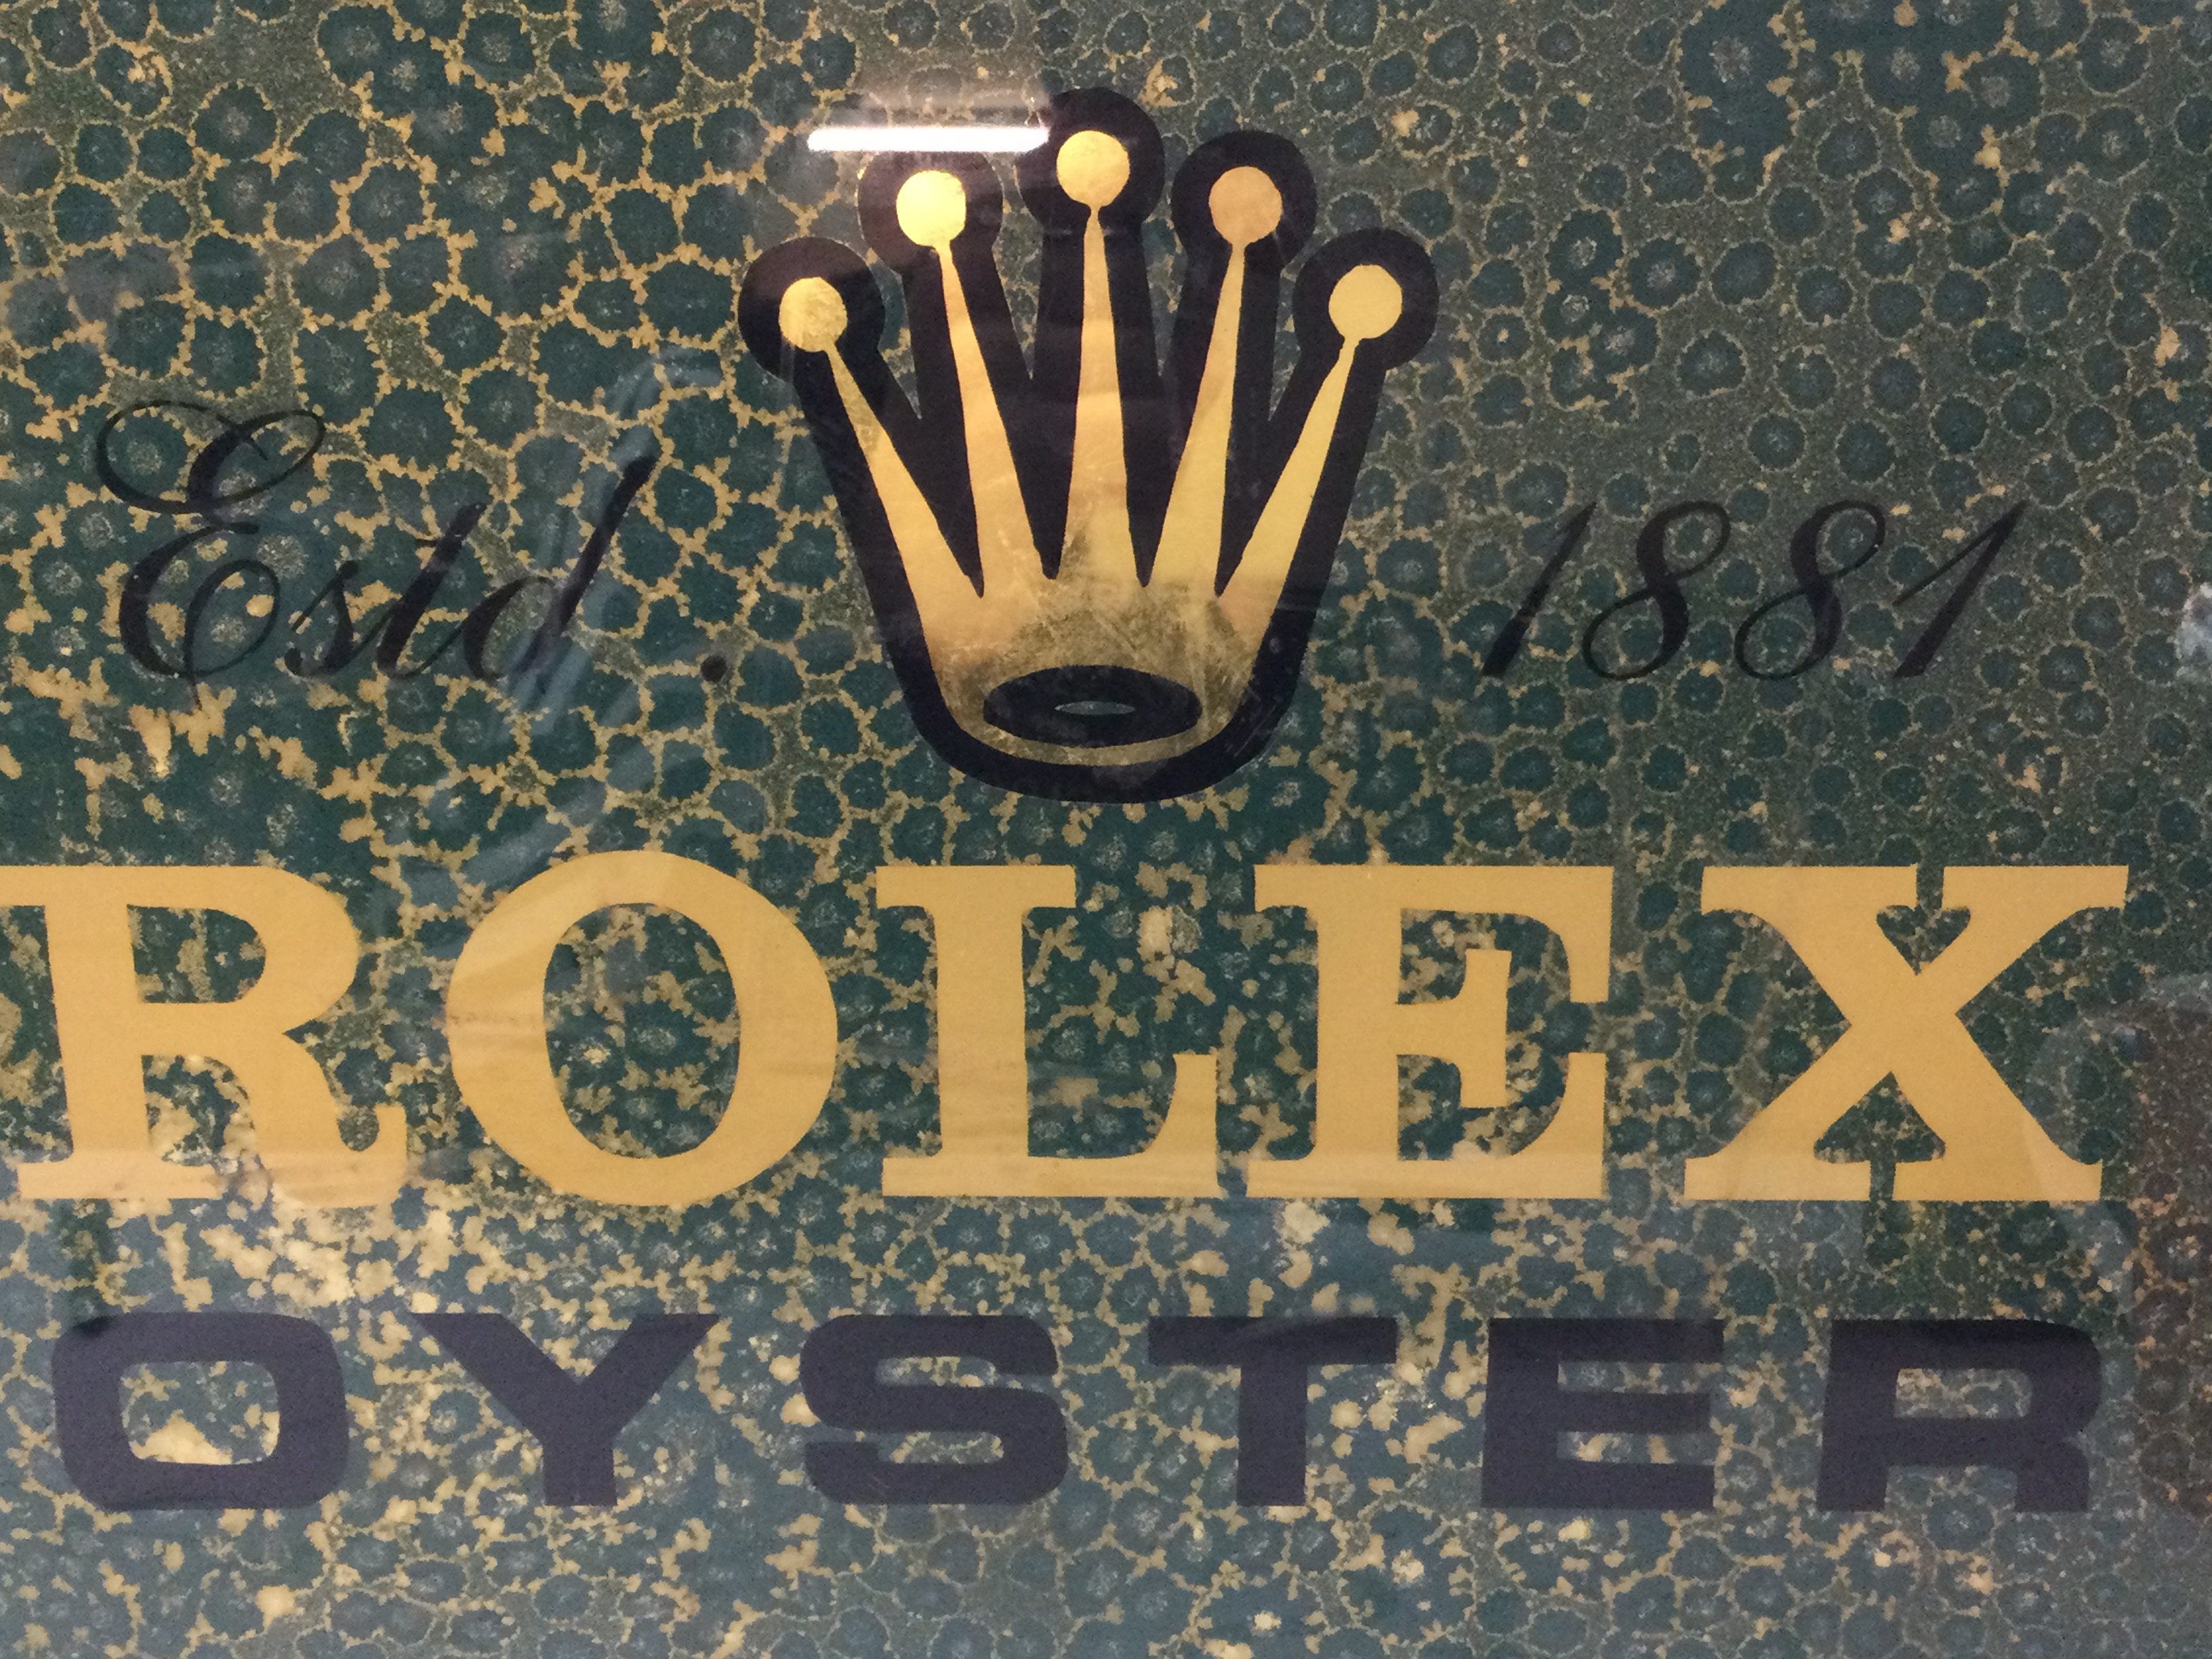 Estd. 1881
ROLEX
OYSTER